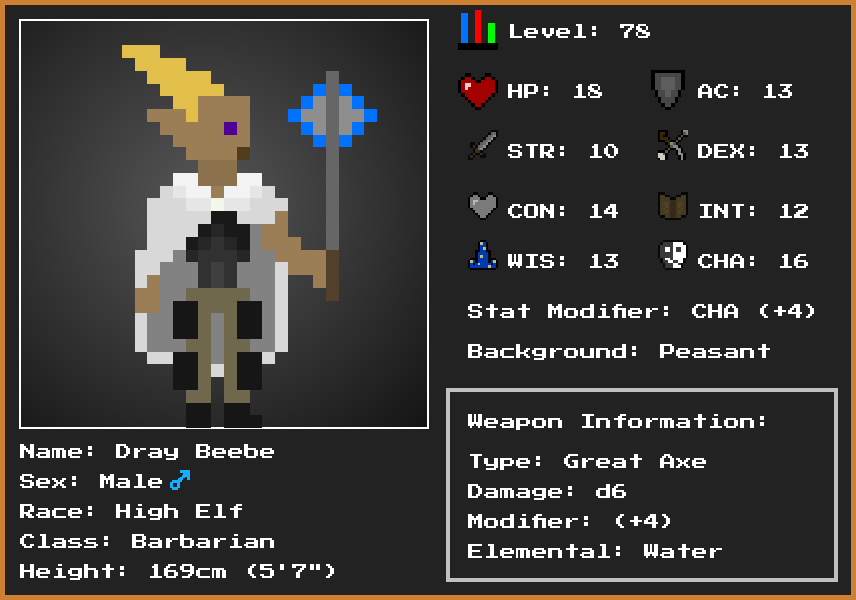 Level: 78
HP: 18 AC: 13
STR: 10 DEX: 13
CON: 14 INT: 12
WIS: 13 CHA: 16
Stat Modifier: CHA (+4)
Background: Peasant
Weapon Information:
Type: Great Axe
Damage: d6
Modifier: (+4)
Elemental: Water
Name: Dray Beebe
Sex: Male♂
Race: High Elf
Class: Barbarian
Height: 169cm (5'7")